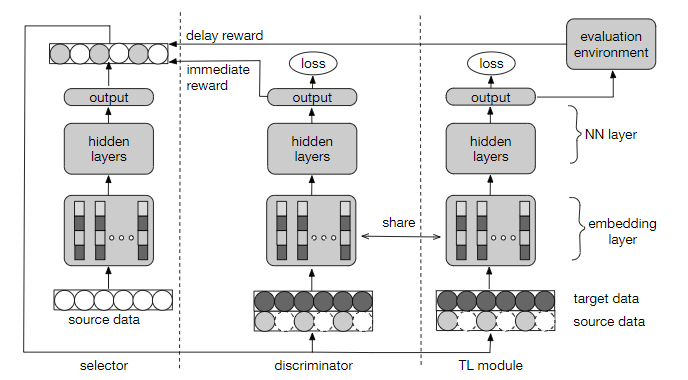 delay reward
evaluation
environment
immediate
reward
loss
loss
output
output
output
hidden
layers
hidden
layers
hidden
layers
NN layer
share
embedding
layer
source data
target data
source data
selector
discriminator
TL module